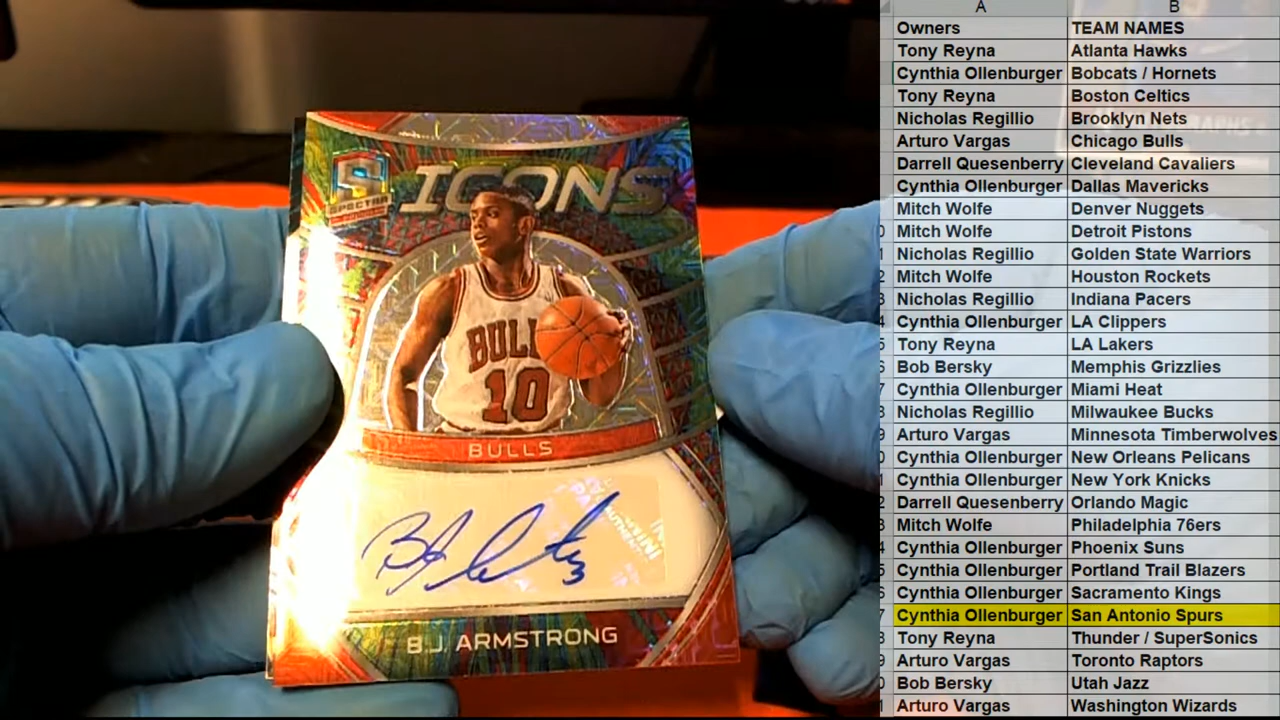 SPECTRA
ICONS
BULL
10
BULLS
B.J. ARMSTRONG
A B
Owners TEAM NAMES
Tony Reyna Atlanta Hawks
Cynthia Ollenburger Bobcats / Hornets
Tony Reyna Boston Celtics
Nicholas Regillio Brooklyn Nets
Arturo Vargas Chicago Bulls
Darrell Quesenberry Cleveland Cavaliers
Cynthia Ollenburger Dallas Mavericks
Mitch Wolfe Denver Nuggets
Mitch Wolfe Detroit Pistons
Nicholas Regillio Golden State Warriors
Mitch Wolfe Houston Rockets
Nicholas Regillio Indiana Pacers
Cynthia Ollenburger LA Clippers
Tony Reyna LA Lakers
Bob Bersky Memphis Grizzlies
Cynthia Ollenburger Miami Heat
Nicholas Regillio Milwaukee Bucks
Arturo Vargas Minnesota Timberwolves
Cynthia Ollenburger New Orleans Pelicans
Cynthia Ollenburger New York Knicks
Darrell Quesenberry Orlando Magic
Mitch Wolfe Philadelphia 76ers
Cynthia Ollenburger Phoenix Suns
Cynthia Ollenburger Portland Trail Blazers
Cynthia Ollenburger Sacramento Kings
Cynthia Ollenburger San Antonio Spurs
Tony Reyna Thunder / SuperSonics
Arturo Vargas Toronto Raptors
Bob Bersky Utah Jazz
Arturo Vargas Washington Wizards